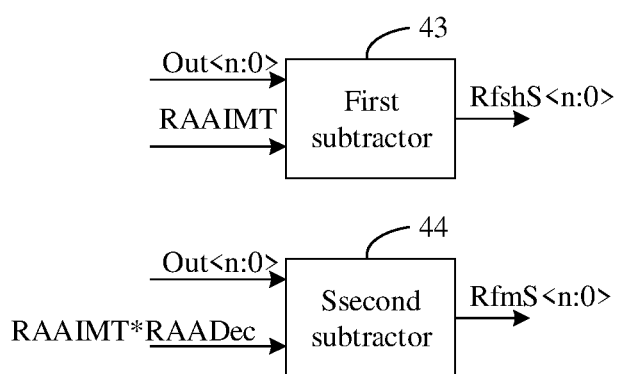 43
Out<n:0>
RAAIMT
First
subtractor
RfshS<n:0>
44
Out<n:0>
RAAIMT*RAADec
Ssecond
subtractor
RfmS<n:0>